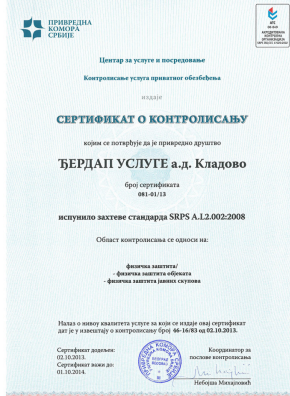 ПРИВРЕДНА
КОМОРА
СРБИЈЕ
АТС
Центар за услуге и посредовање
Контролисање услуга приватног обезбеђења
издаје
СЕРТИФИКАТ О КОНТРОЛИСАЊУ
којим се потврђује да је привредно друштво
ЂЕРДАП УСЛУГЕ а.д. Кладово
број сертификата
081-01/13
испунило захтеве стандарда SRPS A.L2.002:2008
Област контролисања се односи на:
физичка заштита/
- физичка заштита објеката
- физичка заштита јавних скупова
Налаз о нивоу квалитета услуге за који се издаје овај сертификат
дат је у извештају о контролисању број 46-16/83 од 02.10.2013.
Сертификат додељен:
02.10.2013.
Сертификат важи до:
01.10.2014.
Координатор за
послове контролисања
Небојша Михајловић